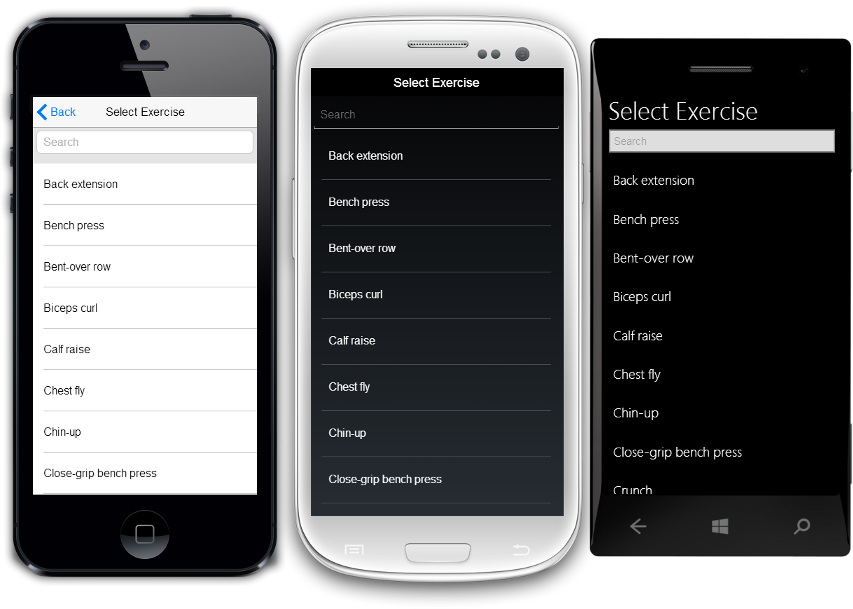 Back
Select Exercise
Search
Back extension
Bench press
Bent-over row
Biceps curl
Calf raise
Chest fly
Chin-up
Close-grip bench press
Select Exercise
Search
Back extension
Bench press
Bent-over row
Biceps curl
Calf raise
Chest fly
Chin-up
Close-grip bench press
Select Exercise
Search
Back extension
Bench press
Bent-over row
Biceps curl
Calf raise
Chest fly
Chin-up
Close-grip bench press
Crunch